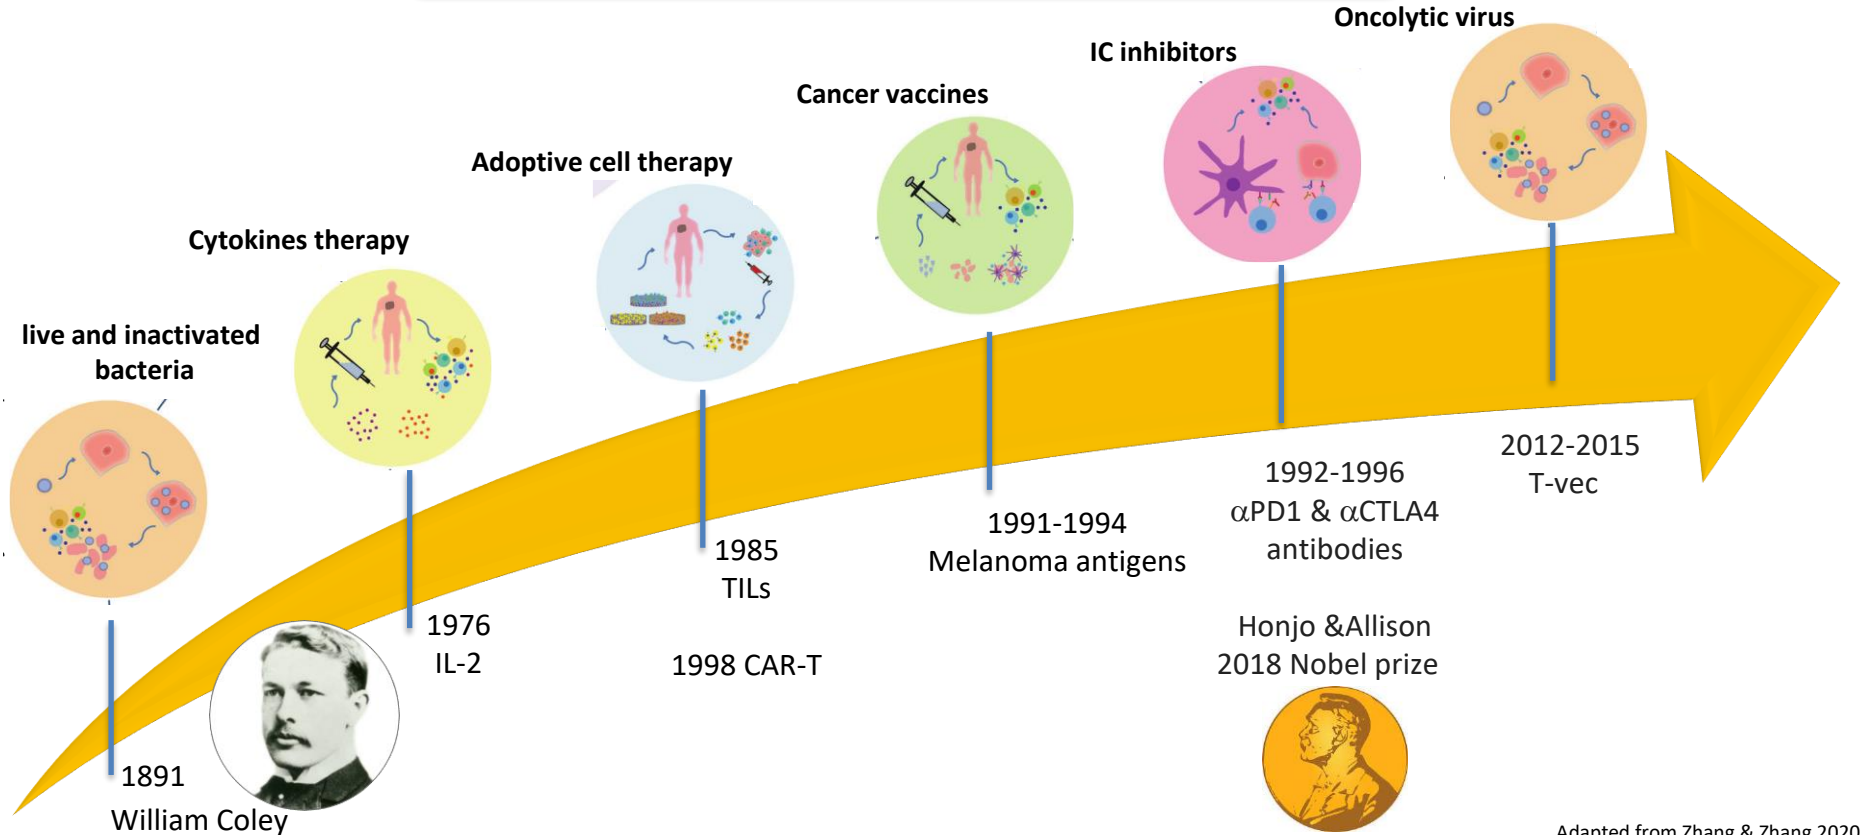 Oncolytic virus
IC inhibitors
Cancer vaccines
Adoptive cell therapy
Cytokines therapy
live and inactivated
bacteria
1891
William Coley
1976
IL-2
1985
TILs
1998 CAR-T
1991-1994
Melanoma antigens
1992-1996
αPD1 & αCTLA4
antibodies
Honjo &Allison
2018 Nobel prize
2012-2015
T-vec
Adapted from Zhang & Zhang 2020